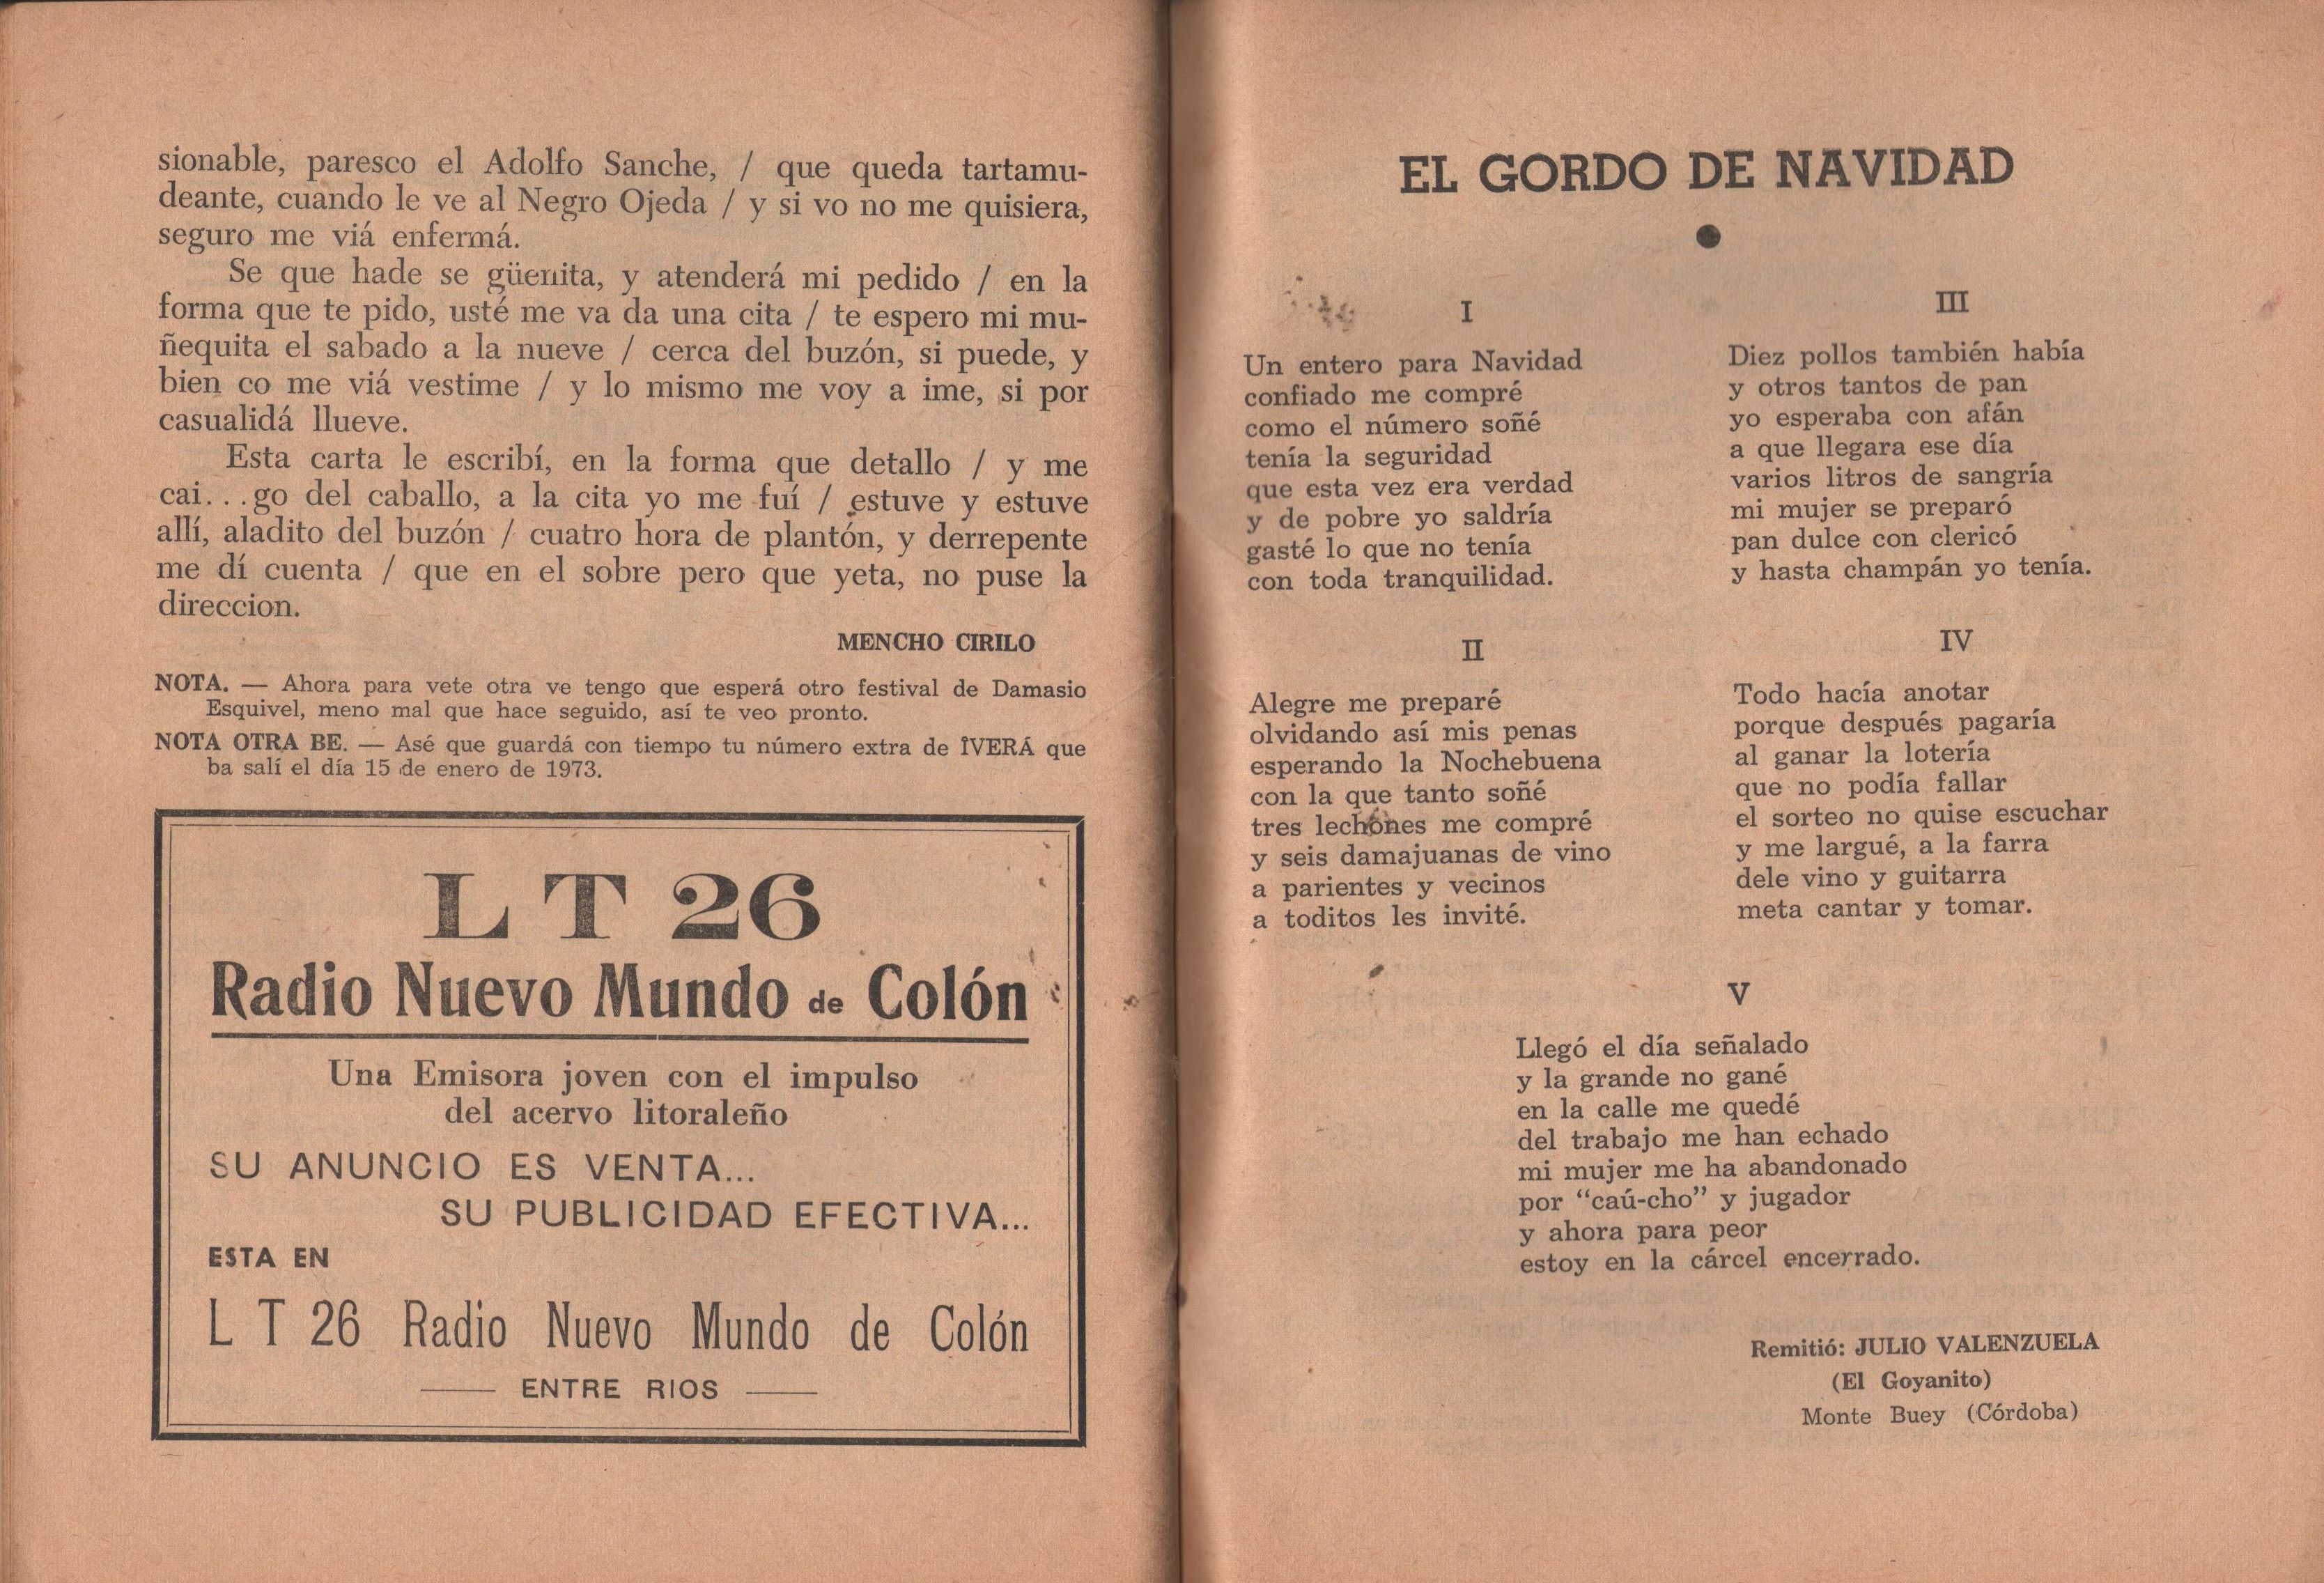 sionable, paresco el Adolfo Sanche, / que queda tartamu-
deante, cuando le ve al Negro Ojeda / y si vo no me quisiera,
seguro me viá enfermá.
Se que hade se güenita, y atenderá mi pedido / en la
forma que te pido, usté me va da una cita / te espero mi mu-
ñequita el sabado a la nueve / cerca del buzón, si puede, y
bien co me viá vestime / y lo mismo me voy a ime, si por
casualidá llueve.
Esta carta le escribí, en la forma que detallo / y me
cai...go del caballo, a la cita yo me fuí / estuve y estuve
allí, aladito del buzón / cuatro hora de plantón, y derrepente
me dí cuenta / que en el sobre pero que yeta, no puse la
direccion.
MENCHO CIRILO
NOTA. — Ahora para vete otra ve tengo que esperá otro festival de Damasio
Esquivel, meno mal que hace seguido, así te veo pronto.
NOTA OTRA BE. — Asé que guardá con tiempo tu número extra de ÎVERÁ que
ba salí el día 15 de enero de 1973.
L T 26
Radio Nuevo Mundo de Colón
Una Emisora joven con el impulso
del acervo litoraleño
SU ANUNCIO ES VENTA...
SU PUBLICIDAD EFECTIVA...
ESTA EN
L T 26 Radio Nuevo Mundo de Colón
ENTRE RIOS
EL GORDO DE NAVIDAD
I
Un entero para Navidad
confiado me compré
como el número soñé
tenía la seguridad
que esta vez era verdad
y de pobre yo saldría
gasté lo que no tenía
con toda tranquilidad.
II
Alegre me preparé
olvidando así mis penas
esperando la Nochebuena
con la que tanto soñé
tres lechones me compré
y seis damajuanas de vino
a parientes y vecinos
a toditos les invité.
III
Diez pollos también había
y otros tantos de pan
yo esperaba con afán
a que llegara ese día
varios litros de sangría
mi mujer se preparó
pan dulce con clericó
y hasta champán yo tenía.
IV
Todo hacía anotar
porque después pagaría
al ganar la lotería
que no podía fallar
el sorteo no quise escuchar
y me largué, a la farra
dele vino y guitarra
meta cantar y tomar.
V
Llegó el día señalado
y la grande no gané
en la calle me quedé
del trabajo me han echado
mi mujer me ha abandonado
por "caú-cho" y jugador
y ahora para peor
estoy en la cárcel encerrado.
Remitió: JULIO VALENZUELA
(El Goyanito)
Monte Buey (Córdoba)